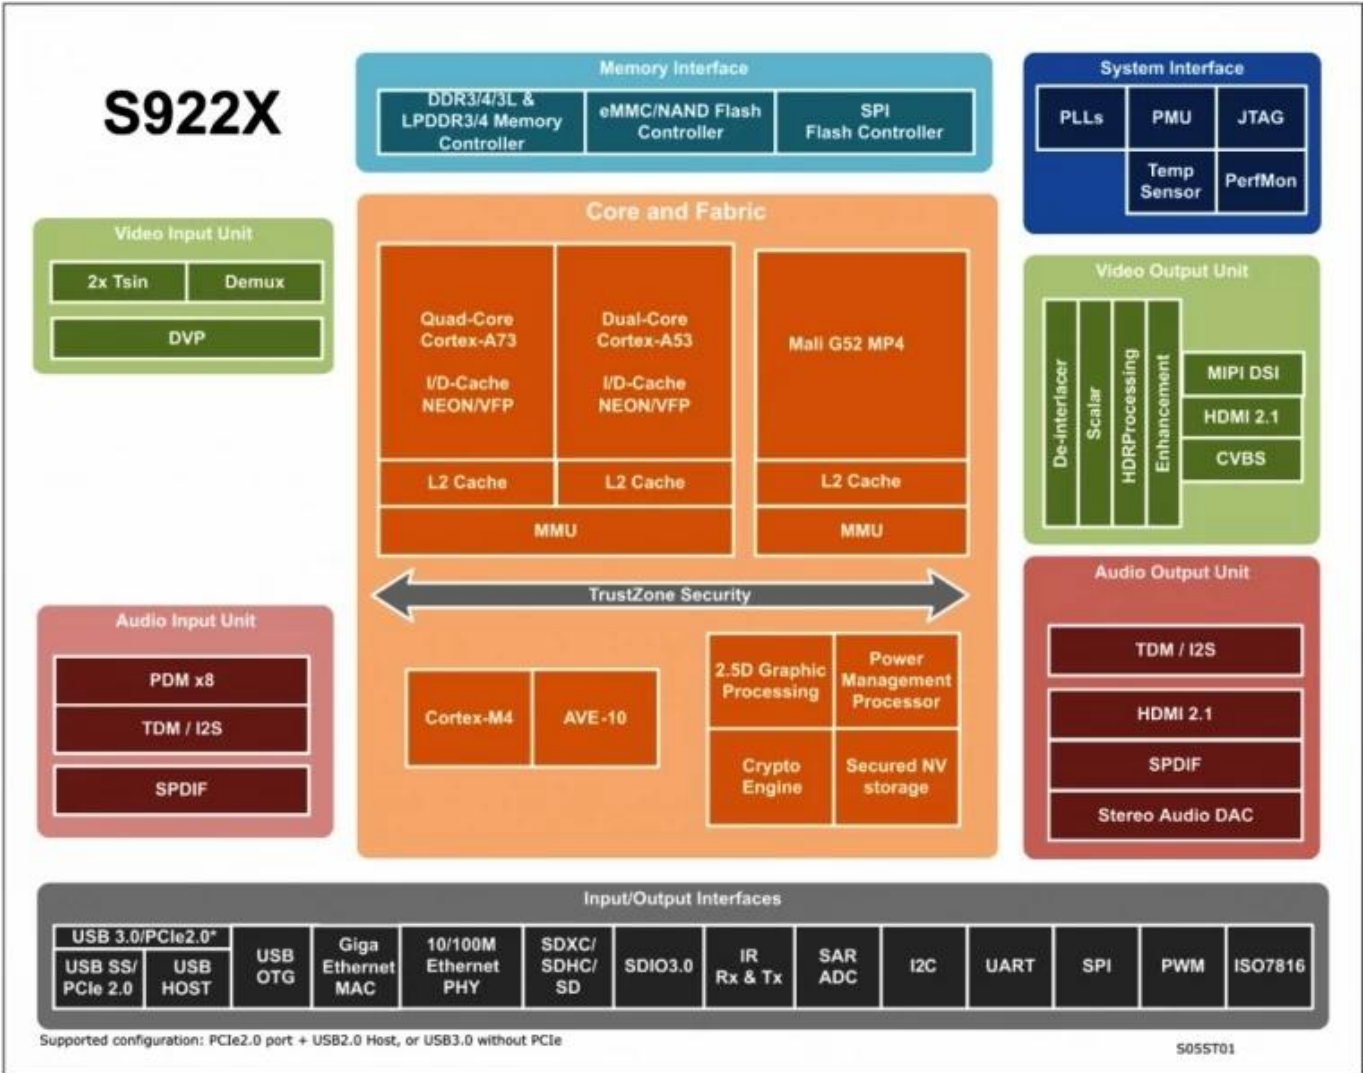 S922X
Memory Interface
DDR3/4/3L &
LPDDR3/4 Memory
Controller
eMMC/NAND Flash
Controller
SPI
Flash Controller
System Interface
PLLs
PMU
JTAG
Temp
Sensor
PerfMon
Video Input Unit
2x Tsin
Demux
DVP
Core and Fabric
Quad-Core
Cortex-A73
I/D-Cache
NEON/VFP
Dual-Core
Cortex-A53
I/D-Cache
NEON/VFP
Mali G52 MP4
L2 Cache
L2 Cache
L2 Cache
MMU
MMU
TrustZone Security
Cortex-M4
AVE-10
2.5D Graphic
Processing
Power
Management
Processor
Crypto
Engine
Secured NV
storage
Video Output Unit
De-interlacer
Scalar
HDRProcessing
Enhancement
MIPI DSI
HDMI 2.1
CVBS
Audio Input Unit
PDM x8
TDM / I2S
SPDIF
Audio Output Unit
TDM / I2S
HDMI 2.1
SPDIF
Stereo Audio DAC
Input/Output Interfaces
USB 3.0/PCIe2.0*
USB SS/
PCIe 2.0
USB
HOST
USB
OTG
Giga
Ethernet
MAC
10/100M
Ethernet
PHY
SDXC/
SDHC/
SD
SDIO3.0
IR
Rx & Tx
SAR
ADC
I2C
UART
SPI
PWM
ISO7816
Supported configuration: PCIe2.0 port + USB2.0 Host, or USB3.0 without PCIe
S05ST01